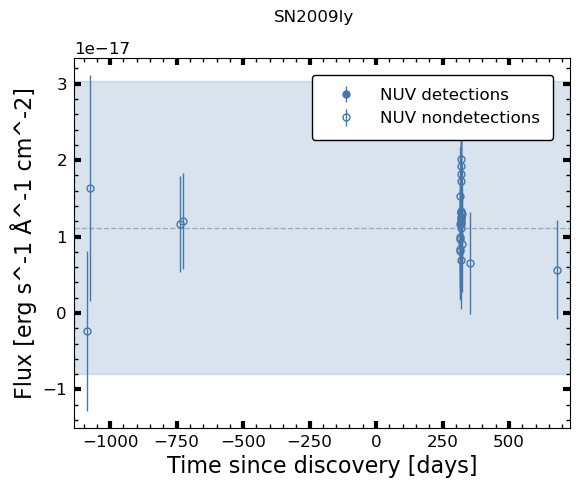 SN2009ly
1e−17
NUV detections
NUV nondetections
3
2
1
0
−1
Flux [erg s^-1 Å^-1 cm^-2]
−1000 −750 −500 −250 0 250 500
Time since discovery [days]